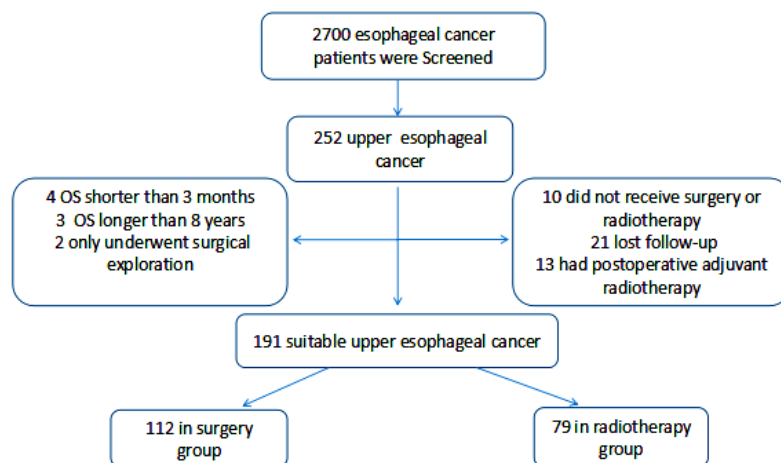 2700 esophageal cancer
patients were Screened
252 upper esophageal
cancer
4 OS shorter than 3 months
3 OS longer than 8 years
2 only underwent surgical
exploration
10 did not receive surgery or
radiotherapy
21 lost follow-up
13 had postoperative adjuvant
radiotherapy
191 suitable upper esophageal cancer
112 in surgery
group
79 in radiotherapy
group